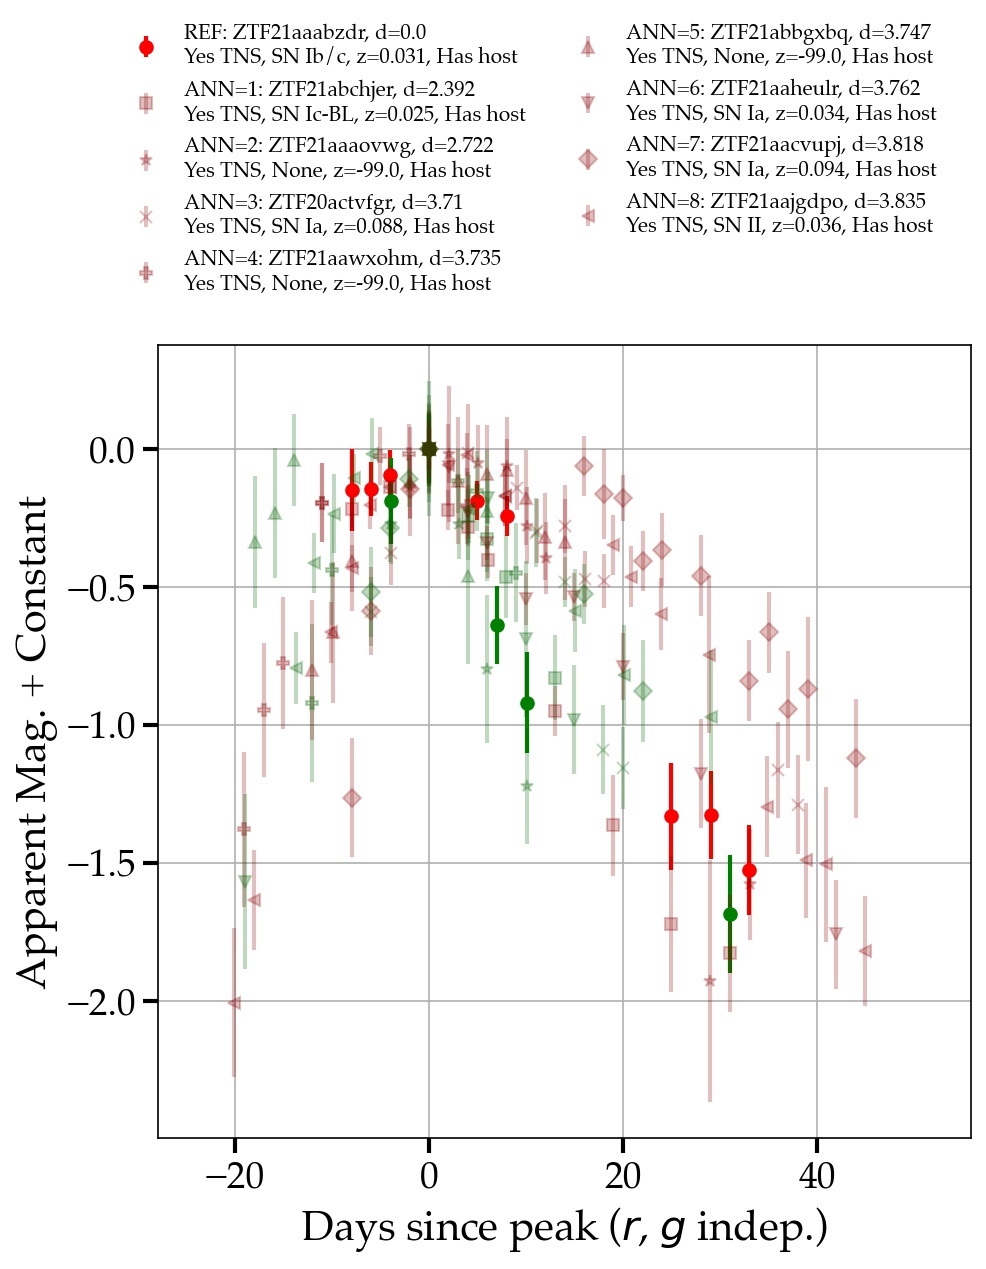 REF: ZTF21aaabzdr, d=0.0
Yes TNS, SN Ib/c, z=0.031, Has host
ANN=1: ZTF21abchjer, d=2.392
Yes TNS, SN Ic-BL, z=0.025, Has host
ANN=2: ZTF21aaaovwg, d=2.722
Yes TNS, None, z=-99.0, Has host
ANN=3: ZTF20actvfgr, d=3.71
Yes TNS, SN Ia, z=0.088, Has host
ANN=4: ZTF21aawxohm, d=3.735
Yes TNS, None, z=-99.0, Has host
ANN=5: ZTF21abbgxbq, d=3.747
Yes TNS, None, z=-99.0, Has host
ANN=6: ZTF21aaheulr, d=3.762
Yes TNS, SN Ia, z=0.034, Has host
ANN=7: ZTF21aacvupj, d=3.818
Yes TNS, SN Ia, z=0.094, Has host
ANN=8: ZTF21aajgdpo, d=3.835
Yes TNS, SN II, z=0.036, Has host
Apparent Mag. + Constant
0.0
−0.5
−1.0
−1.5
−2.0
−20
0
20
40
Days since peak (r, g indep.)